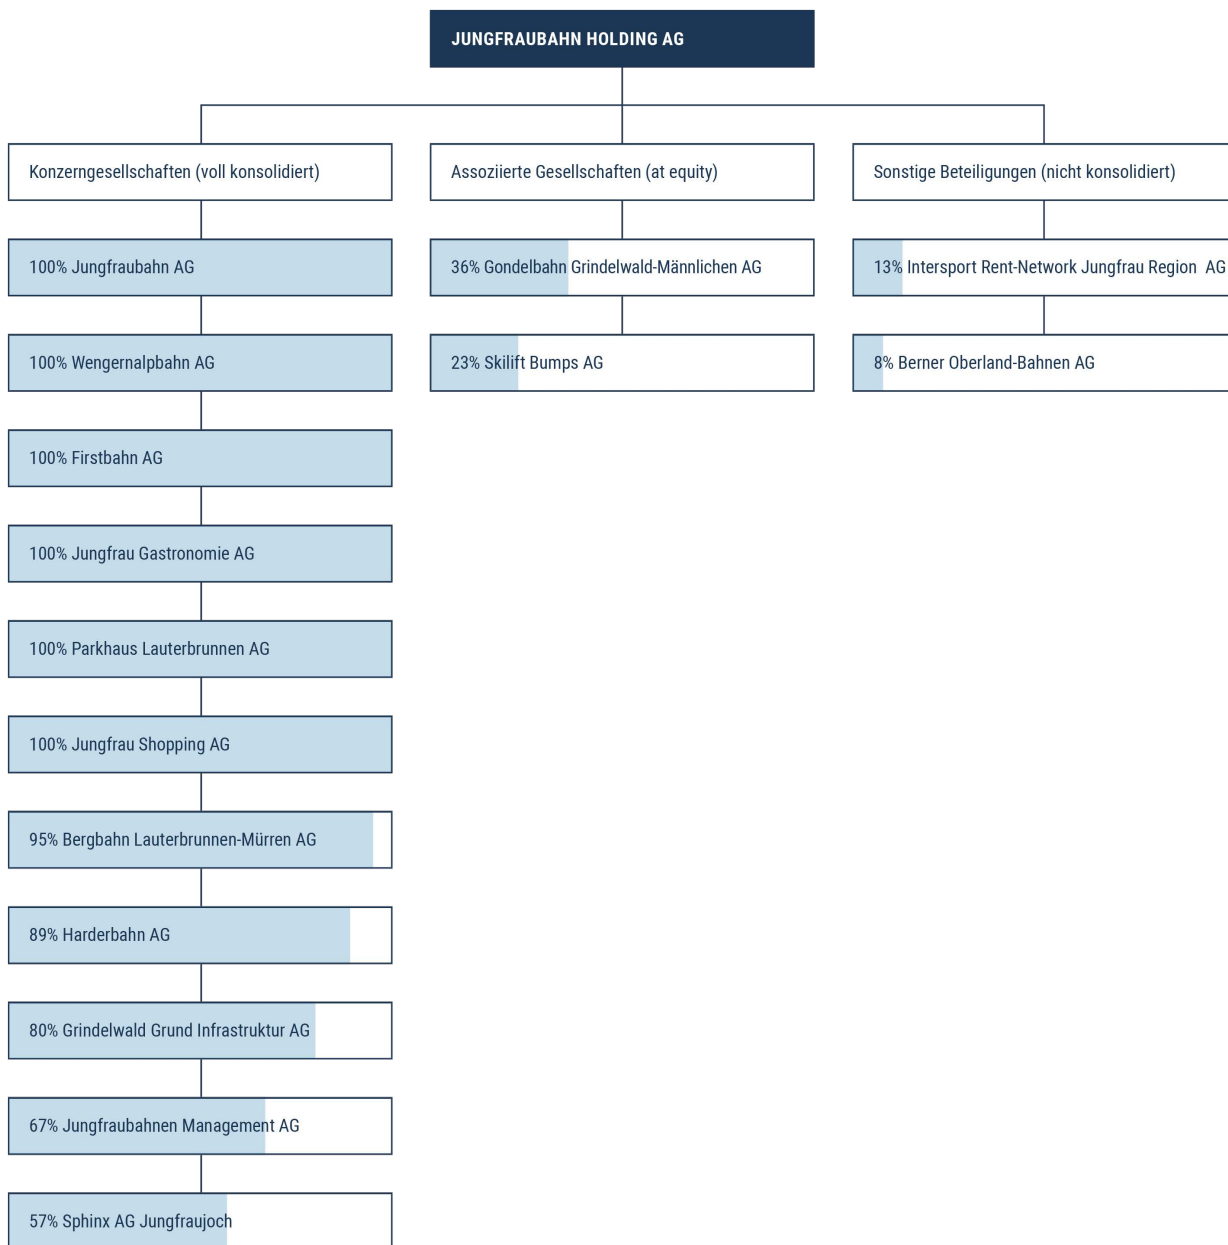 JUNGFRAUBAHN HOLDING AG
Konzerngesellschaften (voll konsolidiert)
100% Jungfraubahn AG
100% Wengernalpbahn AG
100% Firstbahn AG
100% Jungfrau Gastronomie AG
100% Parkhaus Lauterbrunnen AG
100% Jungfrau Shopping AG
95% Bergbahn Lauterbrunnen-Mürren AG
89% Harderbahn AG
80% Grindelwald Grund Infrastruktur AG
67% Jungfraubahnen Management AG
57% Sphinx AG Jungfraujoch
Assoziierte Gesellschaften (at equity)
36% Gondelbahn Grindelwald-Männlichen AG
23% Skilift Bumps AG
Sonstige Beteiligungen (nicht konsolidiert)
13% Intersport Rent-Network Jungfrau Region AG
8% Berner Oberland-Bahnen AG